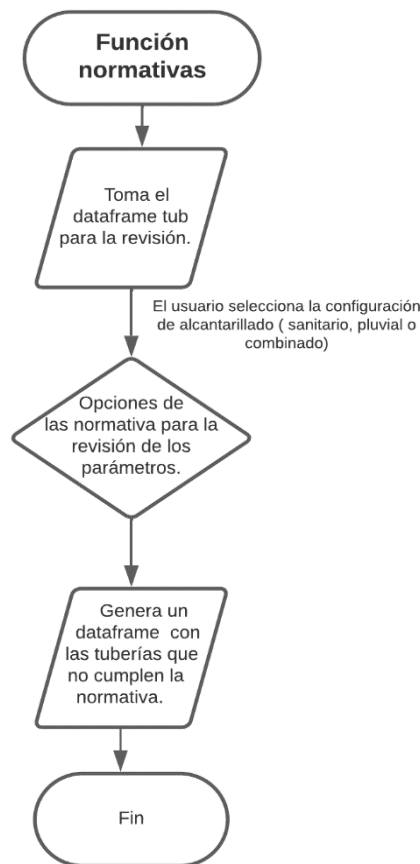 Función
normativas
Toma el
dataframe tub
para la revisión.
El usuario selecciona la configuración
de alcantarillado ( sanitario, pluvial o
combinado)
Opciones de
las normativa para la
revisión de los
parámetros.
Genera un
dataframe con
las tuberías que
no cumplen la
normativa.
Fin